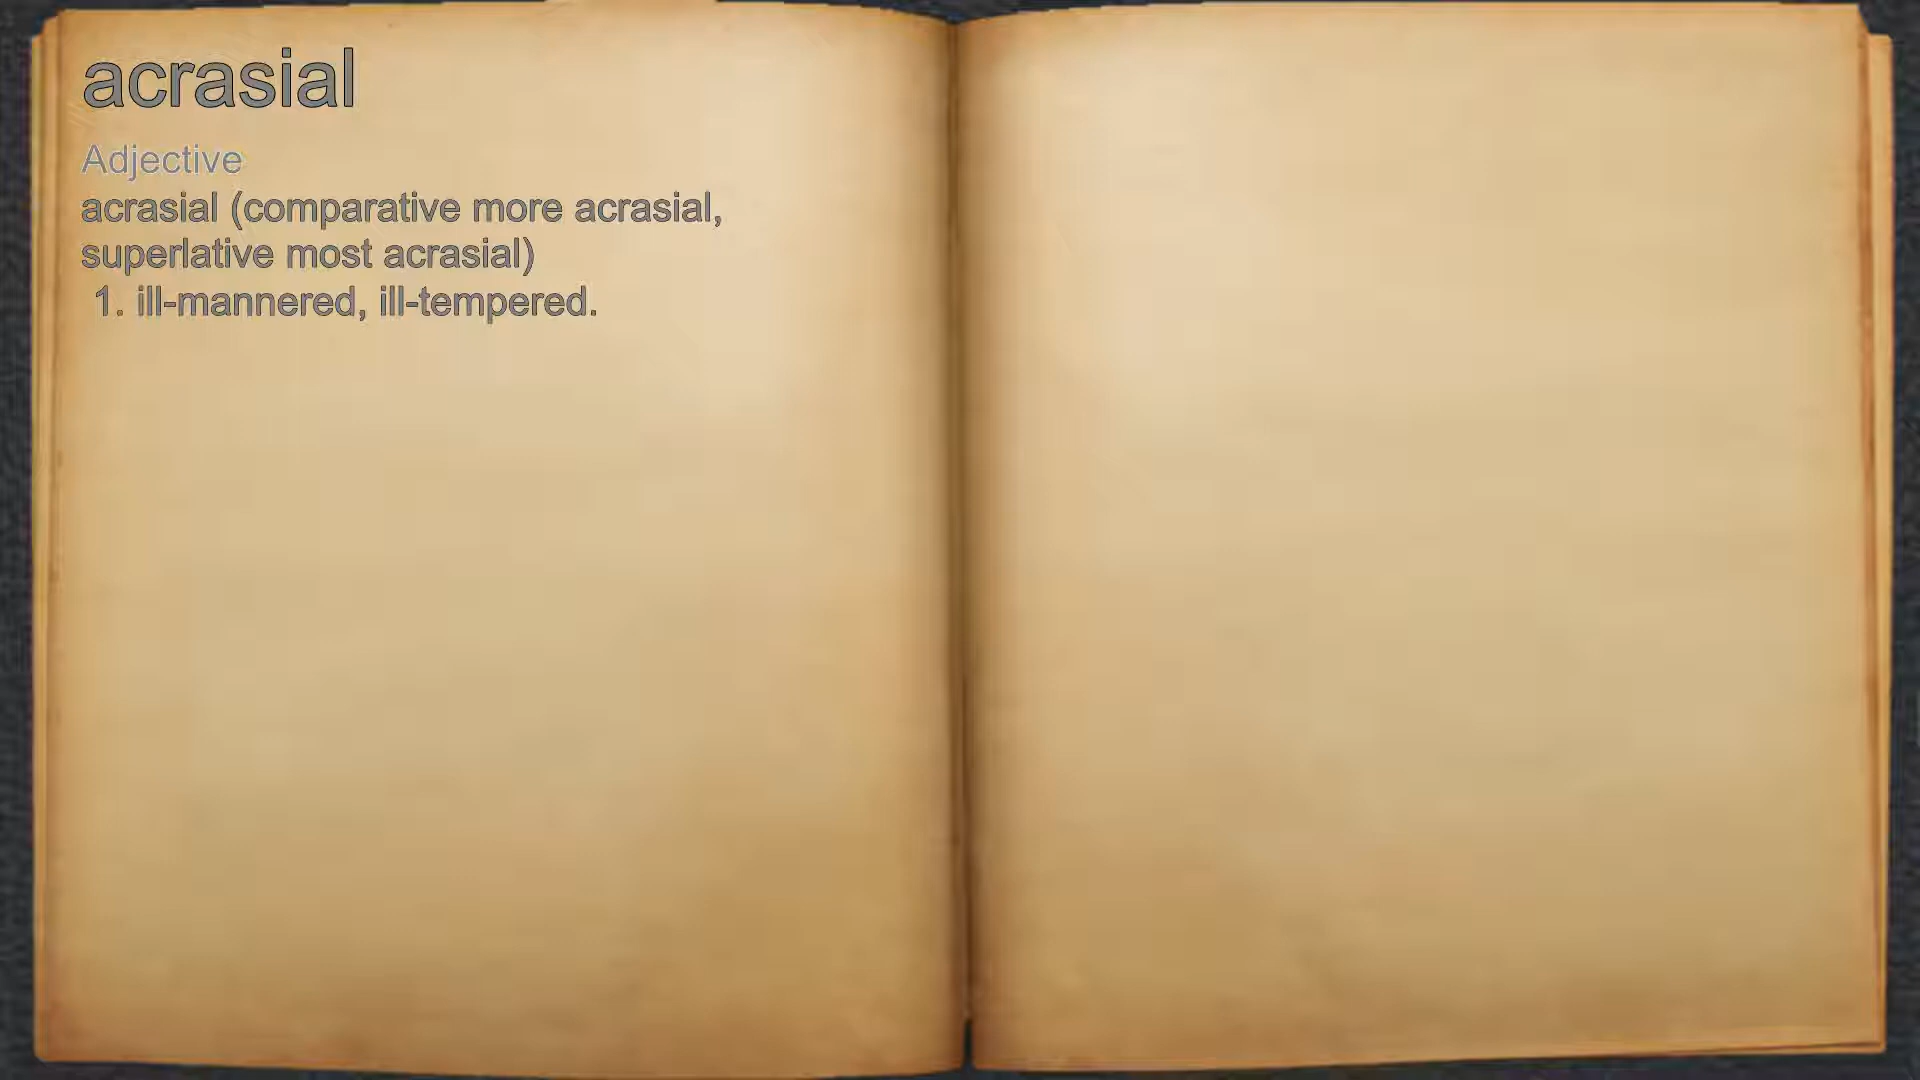 acrasial
Adjective
acrasial (comparative more acrasial,
superlative most acrasial)
1. ill-mannered, ill-tempered.